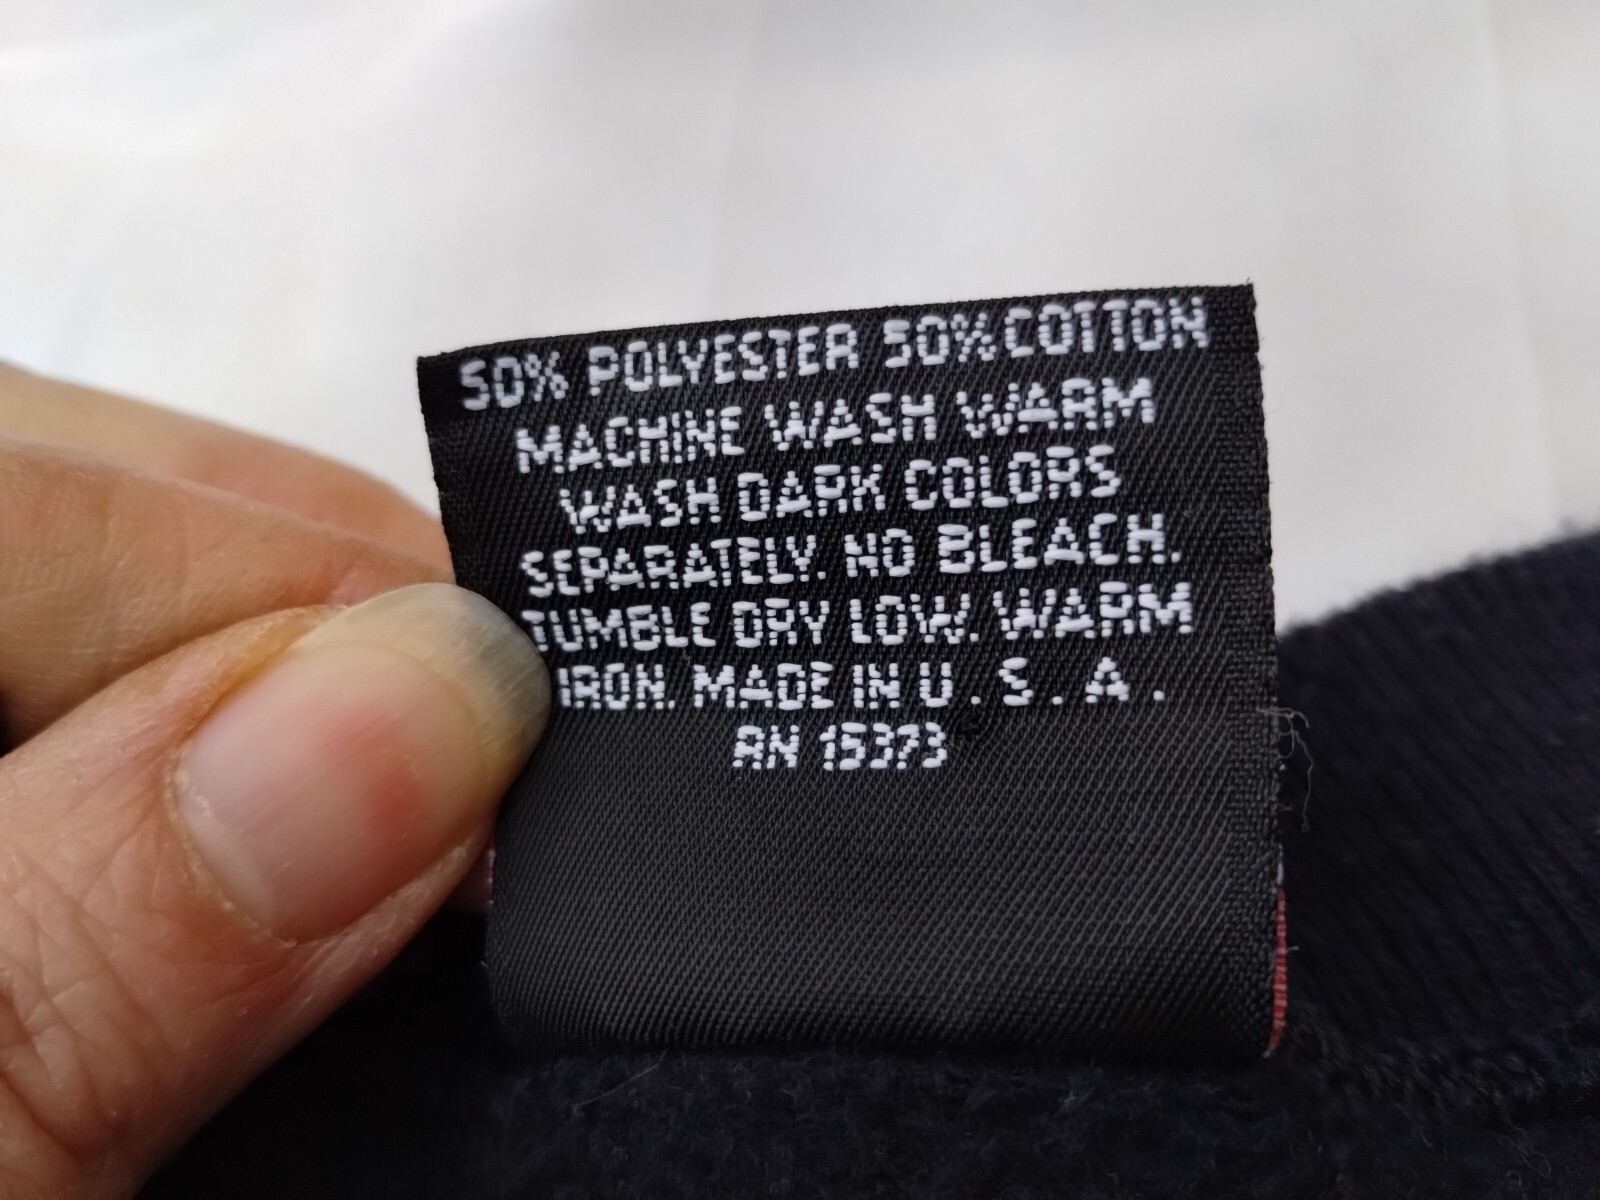 50% POLYESTER 50% COTTON
MACHINE WASH WARM
WASH DARK COLORS
SEPARATELY. NO BLEACH.
TUMBLE DRY LOW. WARM
IRON. MADE IN U.S.A.
RN 15373